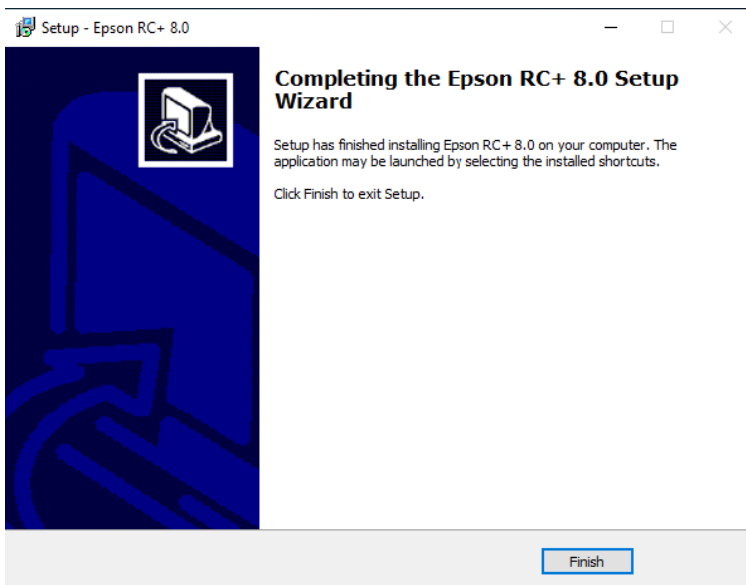 Setup - Epson RC+ 8.0
Completing the Epson RC+ 8.0 Setup
Wizard
Setup has finished installing Epson RC+ 8.0 on your computer. The
application may be launched by selecting the installed shortcuts.
Click Finish to exit Setup.
Finish